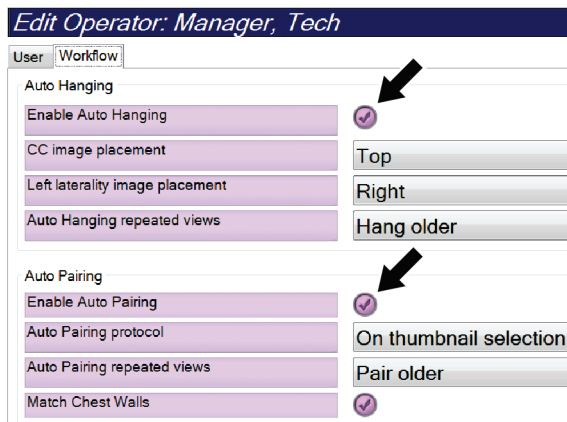 Edit Operator: Manager, Tech
User Workflow
Auto Hanging
Enable Auto Hanging
CC image placement Top
Left laterality image placement Right
Auto Hanging repeated views Hang older
Auto Pairing
Enable Auto Pairing
Auto Pairing protocol On thumbnail selection
Auto Pairing repeated views Pair older
Match Chest Walls